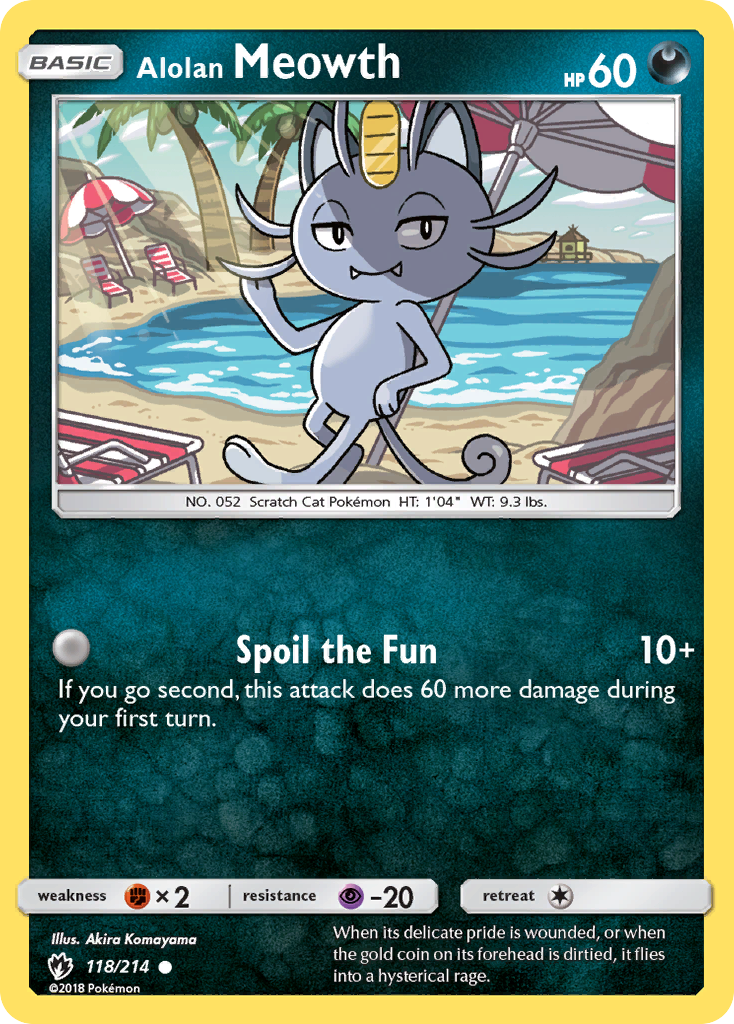 BASIC Alolan Meowth HP 60
NO. 052 Scratch Cat Pokémon HT: 1'04" WT: 9.3 lbs.
Spoil the Fun 10+
If you go second, this attack does 60 more damage during
your first turn.
weakness ×2 resistance -20 retreat
Illus. Akira Komayama
118/214
©2018 Pokémon
When its delicate pride is wounded, or when
the gold coin on its forehead is dirtied, it flies
into a hysterical rage.